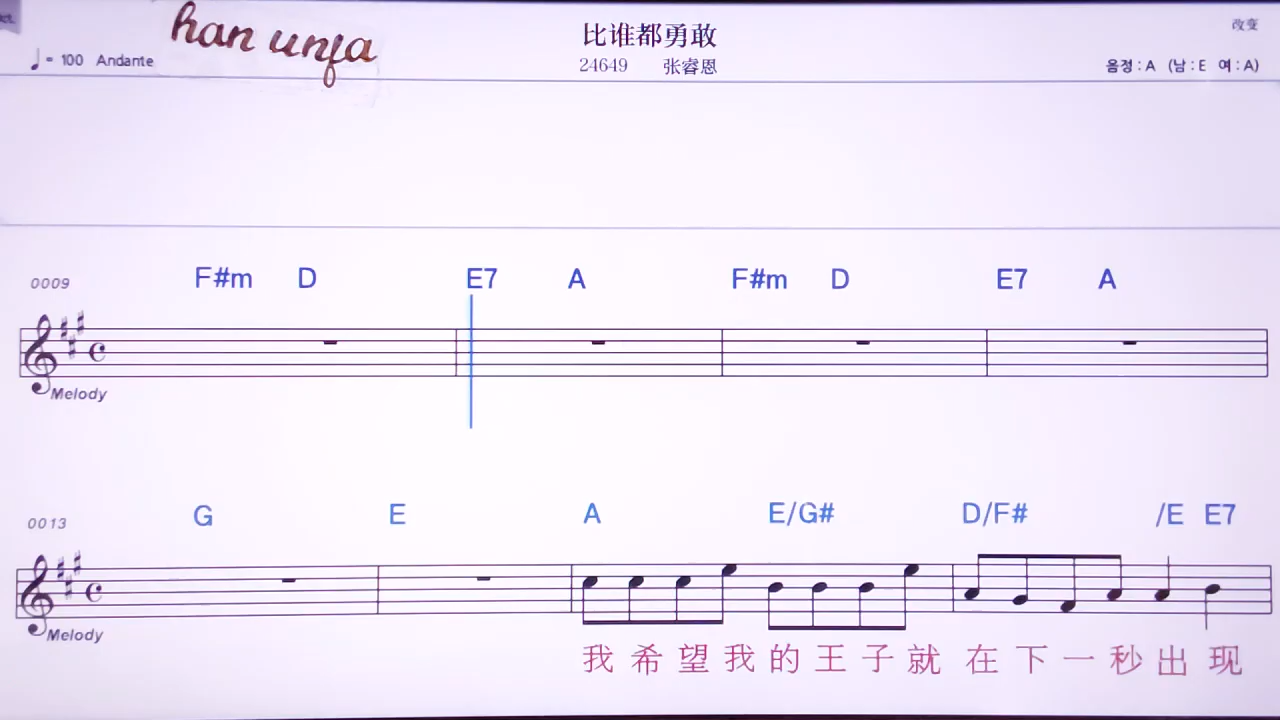 han unfa
比谁都勇敢
改变
♩= 100 Andante
24649 张睿恩
음정 : A (남 : E 여 : A)
0009 F#m D E7 A F#m D E7 A
Melody
0013 G E A E/G# D/F# /E E7
Melody
我 希 望 我 的 王 子 就 在 下 一 秒 出 现